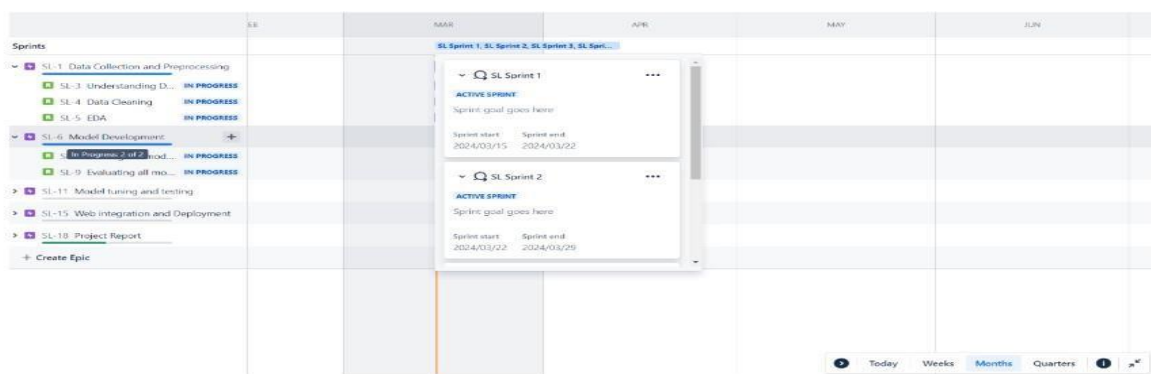 MAR APR MAY JUN
Sprints SL Sprint 1, SL Sprint 2, SL Sprint 3, SL Spri...
SL-1 Data Collection and Preprocessing
SL-3 Understanding D... IN PROGRESS
SL-4 Data Cleaning IN PROGRESS
SL-5 EDA IN PROGRESS
SL-6 Model Development +
In Progress: 2 of 2 mod... IN PROGRESS
SL-9 Evaluating all mo... IN PROGRESS
SL-11 Model tuning and testing
SL-15 Web integration and Deployment
SL-18 Project Report
+ Create Epic
SL Sprint 1 •••
ACTIVE SPRINT
Sprint goal goes here
Sprint start Sprint end
2024/03/15 2024/03/22
SL Sprint 2 •••
ACTIVE SPRINT
Sprint goal goes here
Sprint start Sprint end
2024/03/22 2024/03/29
Today Weeks Months Quarters